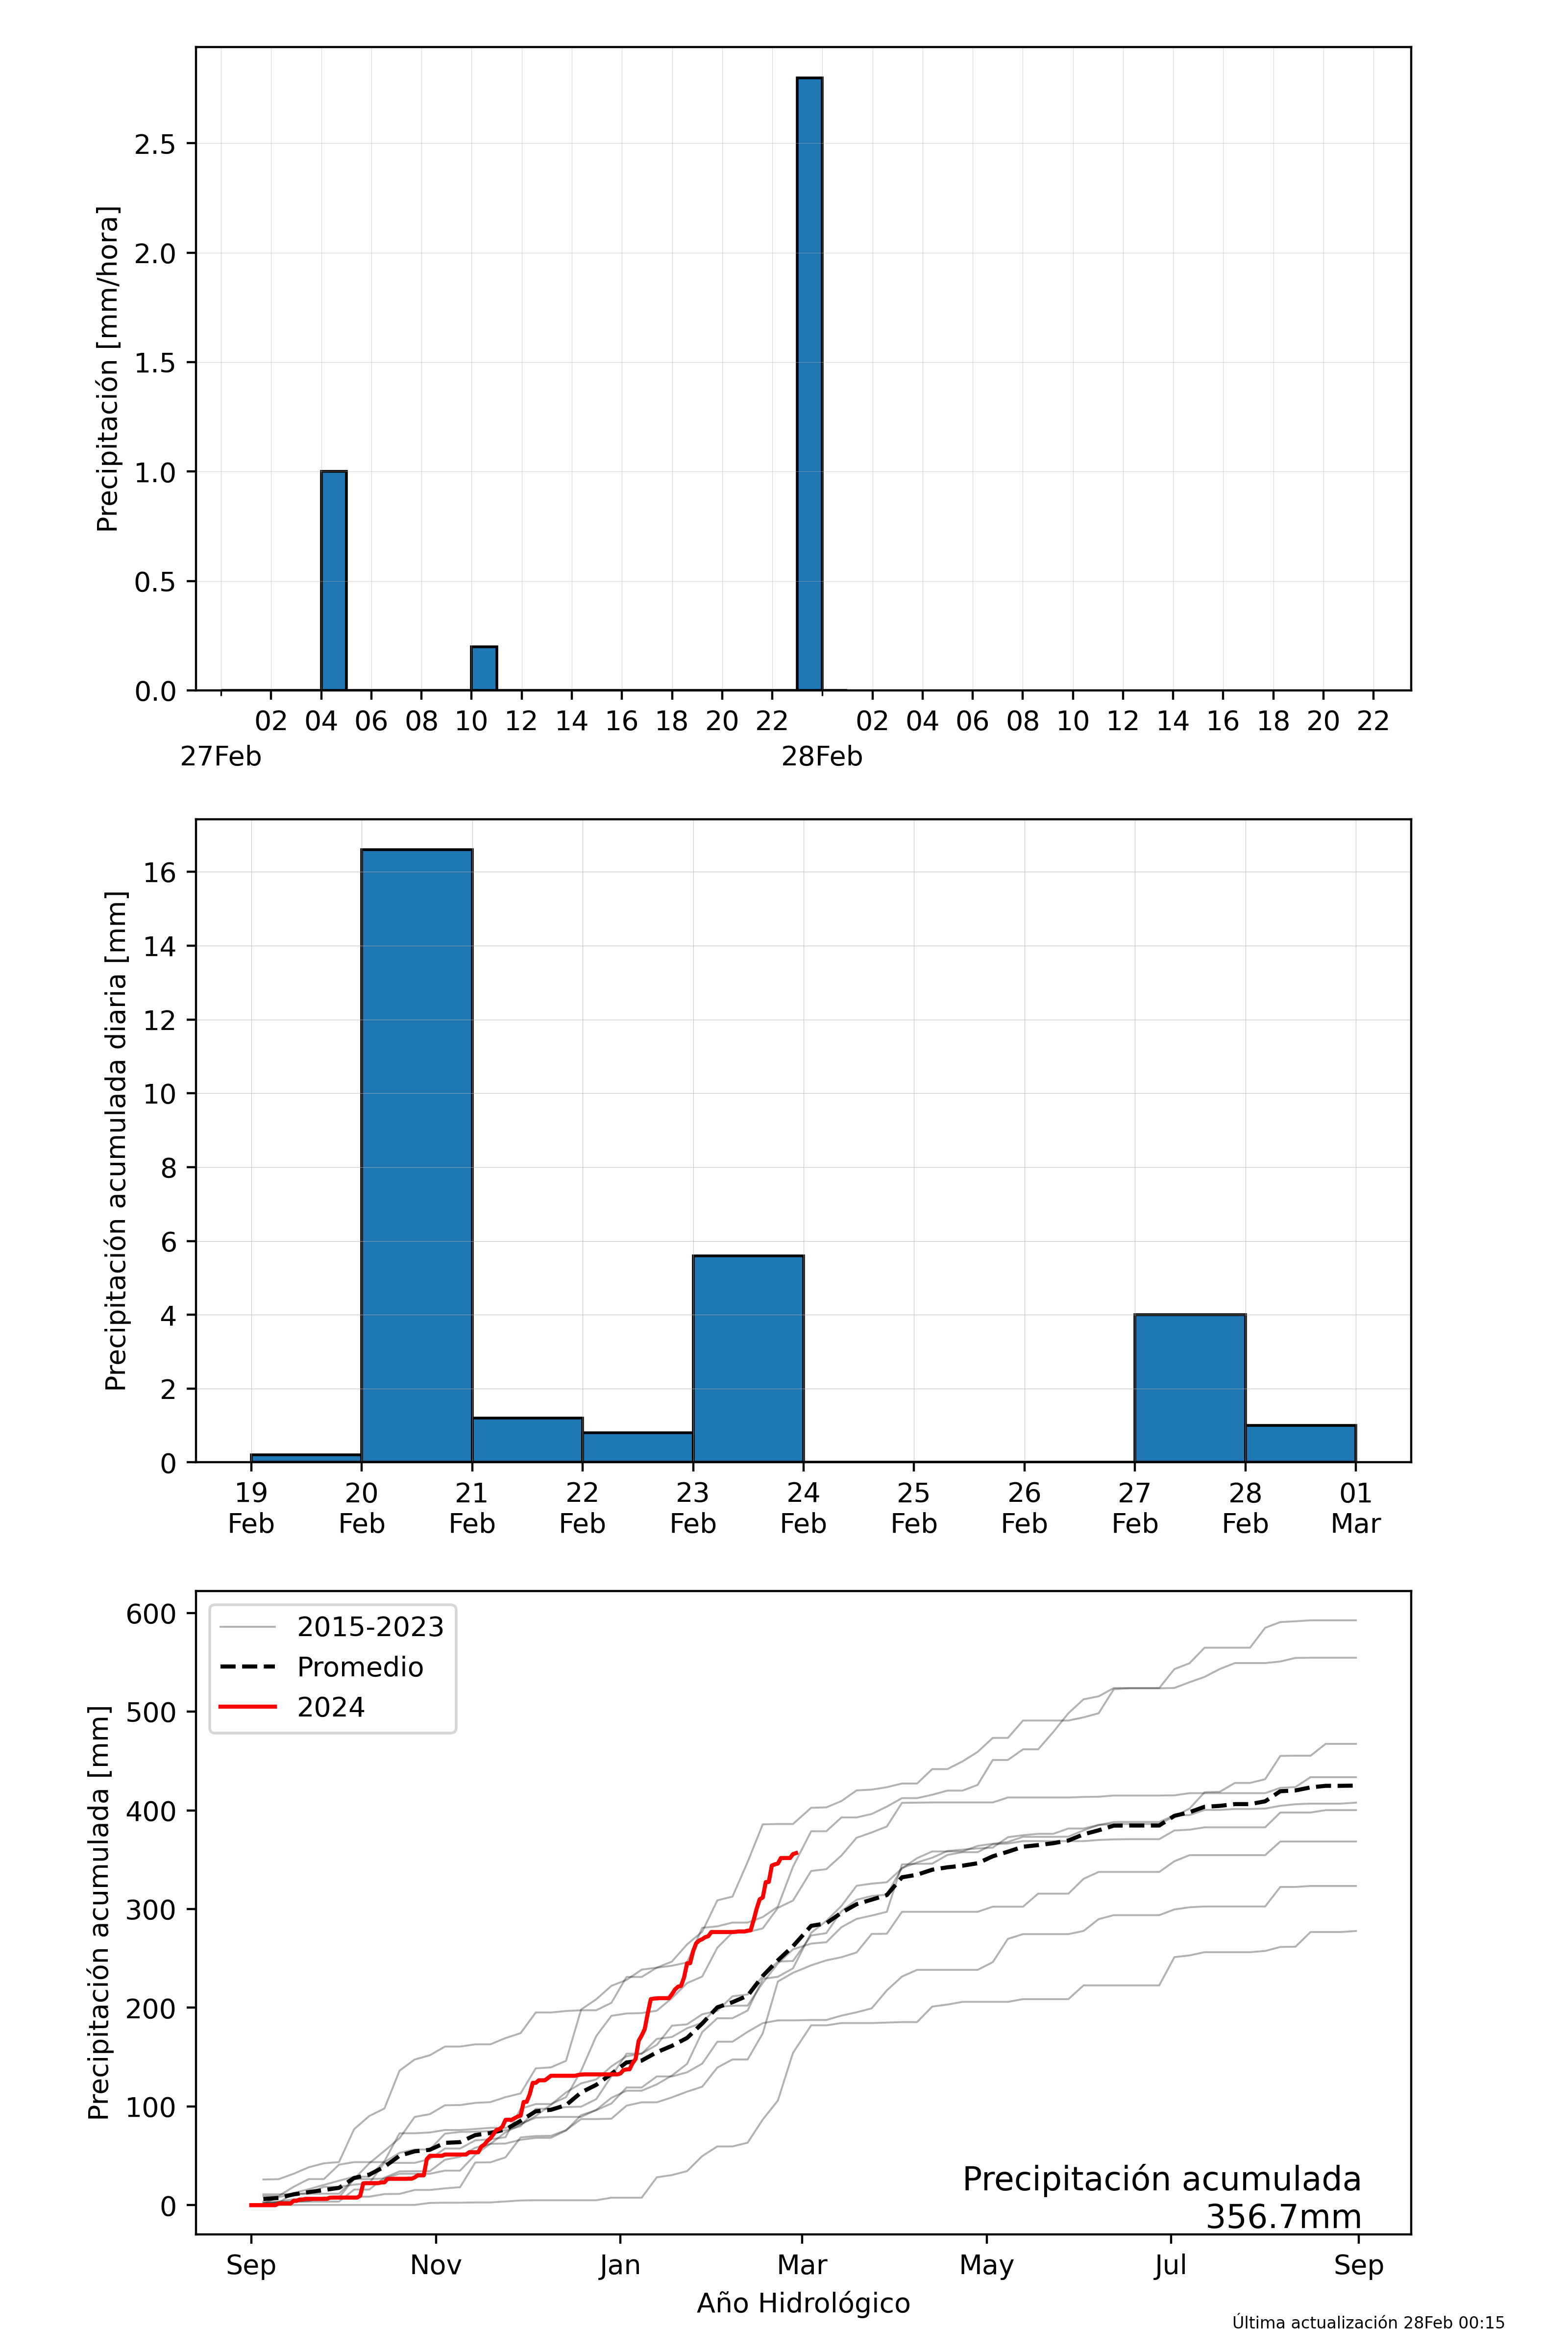 Precipitación [mm/hora]
2.5
2.0
1.5
1.0
0.5
0.0
02 04 06 08 10 12 14 16 18 20 22 02 04 06 08 10 12 14 16 18 20 22
27Feb 28Feb
Precipitación acumulada diaria [mm]
16
14
12
10
8
6
4
2
0
19 20 21 22 23 24 25 26 27 28 01
Feb Feb Feb Feb Feb Feb Feb Feb Feb Feb Mar
Precipitación acumulada [mm]
600
500
400
300
200
100
0
2015-2023
Promedio
2024
Precipitación acumulada
356.7mm
Sep Nov Jan Mar May Jul Sep
Año Hidrológico
Última actualización 28Feb 00:15